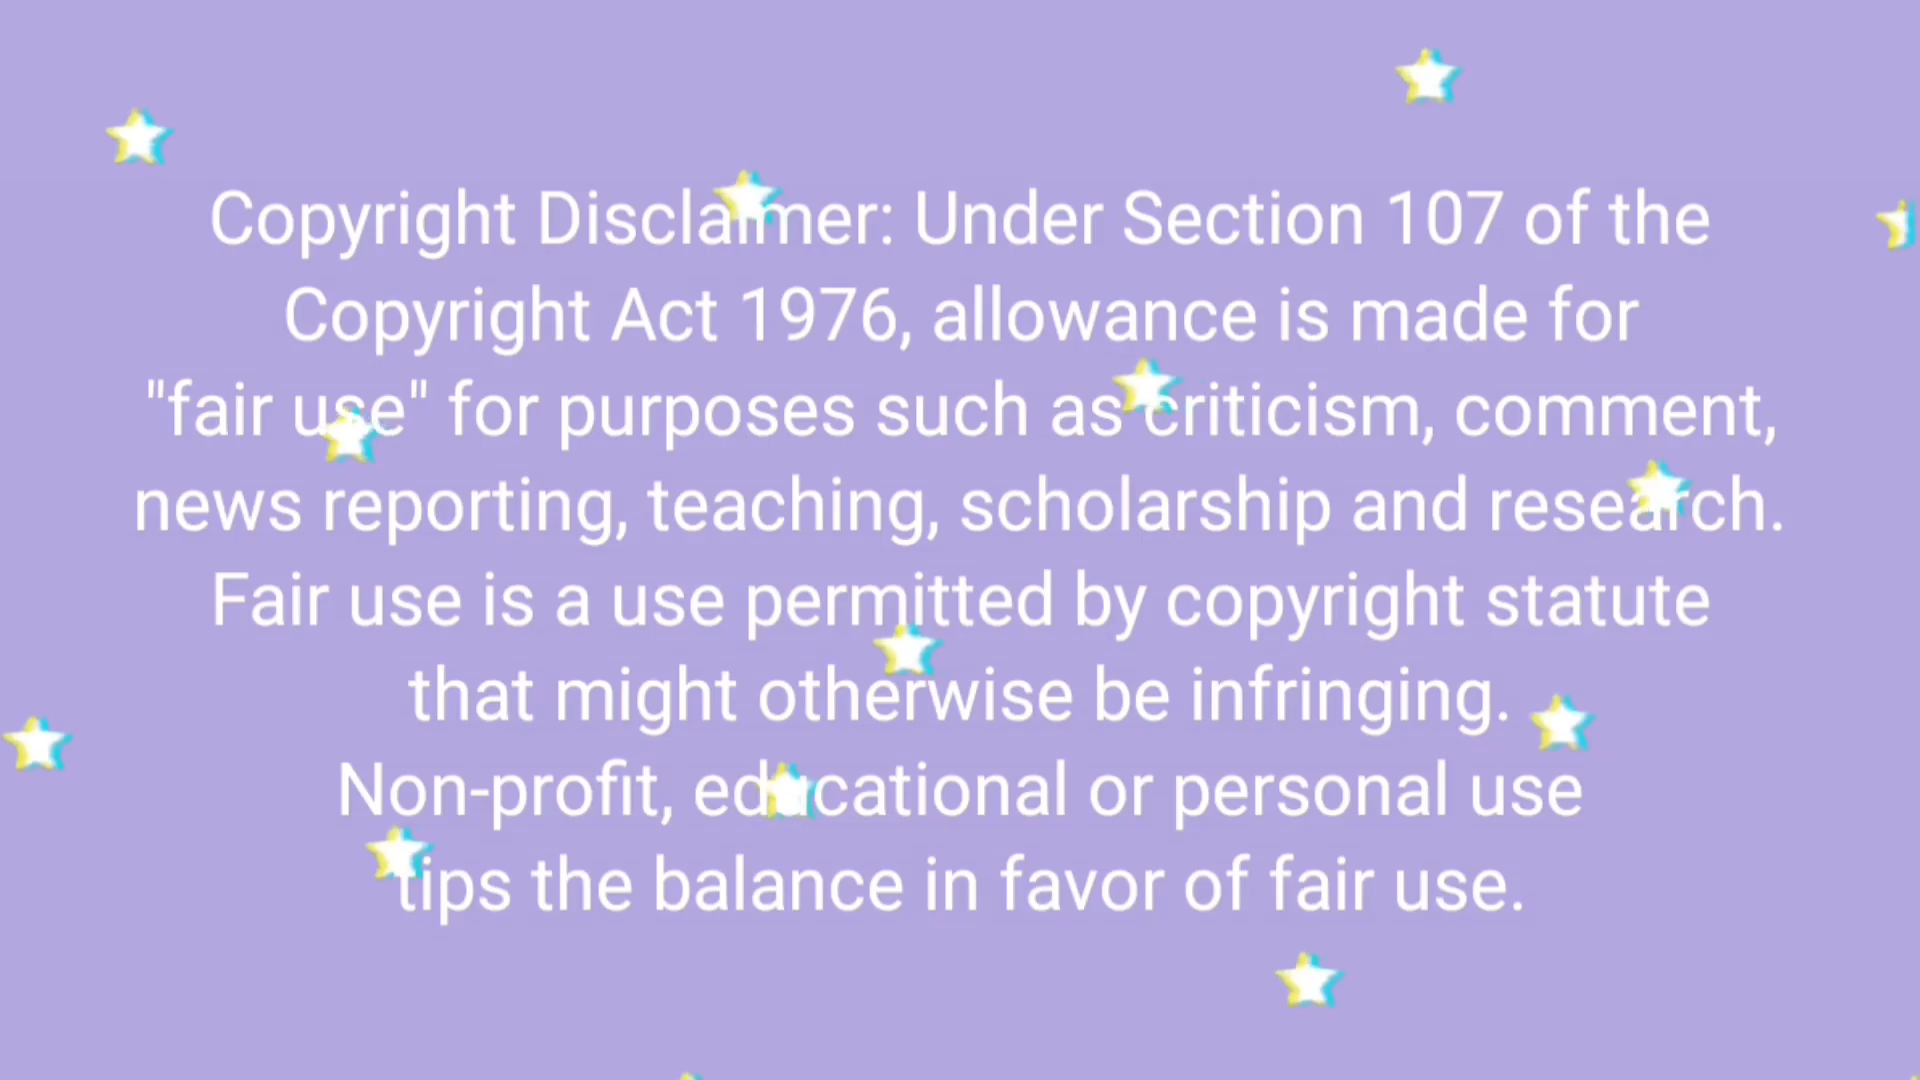 Copyright Disclaimer: Under Section 107 of the
Copyright Act 1976, allowance is made for
"fair use" for purposes such as criticism, comment,
news reporting, teaching, scholarship and research.
Fair use is a use permitted by copyright statute
that might otherwise be infringing.
Non-profit, educational or personal use
tips the balance in favor of fair use.